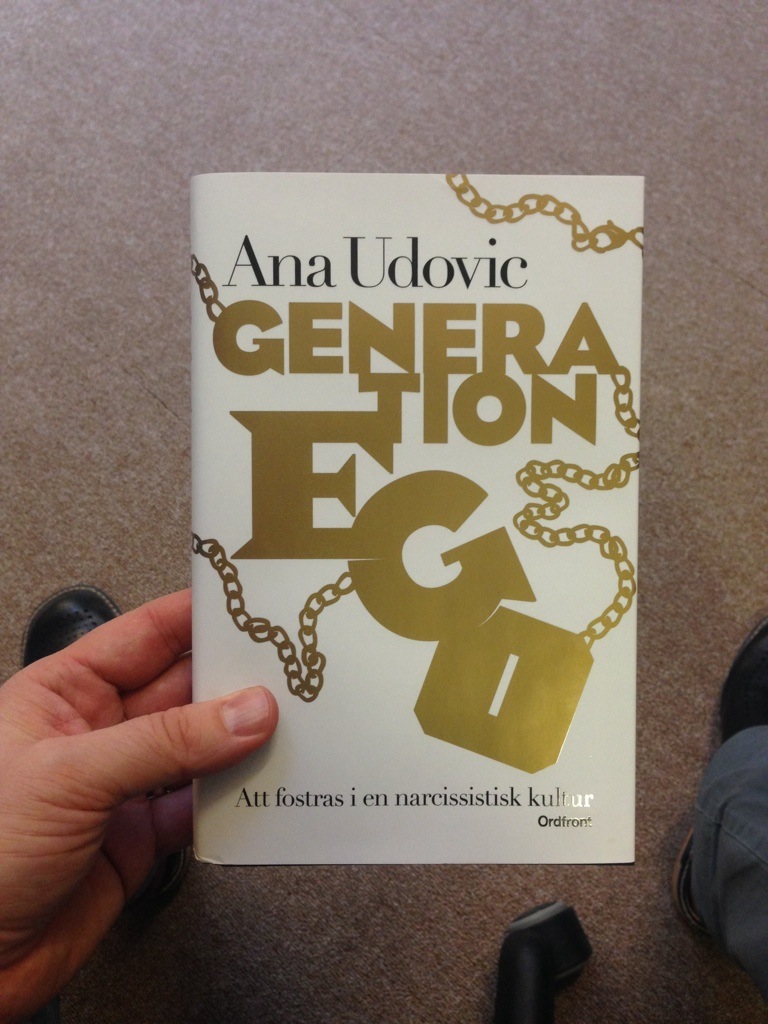 Ana Udovic
GENERA
TION
EGO
Att fostras i en narcissistisk kultur
Ordfront